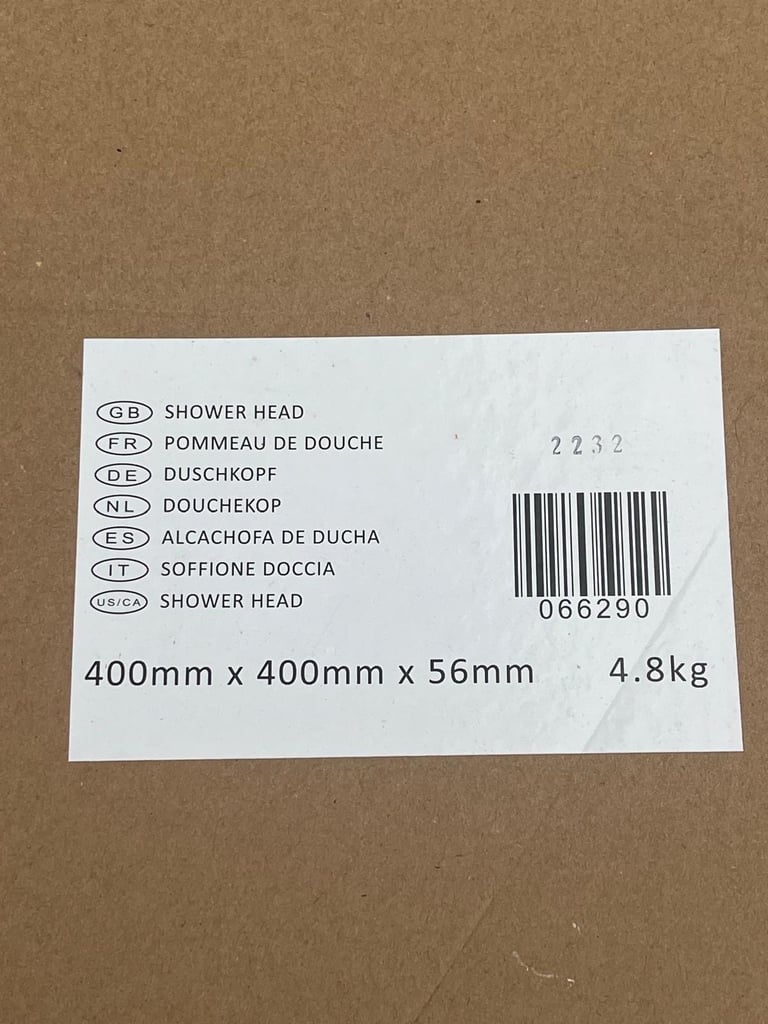 GB SHOWER HEAD
FR POMMEAU DE DOUCHE
DE DUSCHKOPF
NL DOUCHEKOP
ES ALCACHOFA DE DUCHA
IT SOFFIONE DOCCIA
US/CA SHOWER HEAD
2232
066290
400mm x 400mm x 56mm 4.8kg